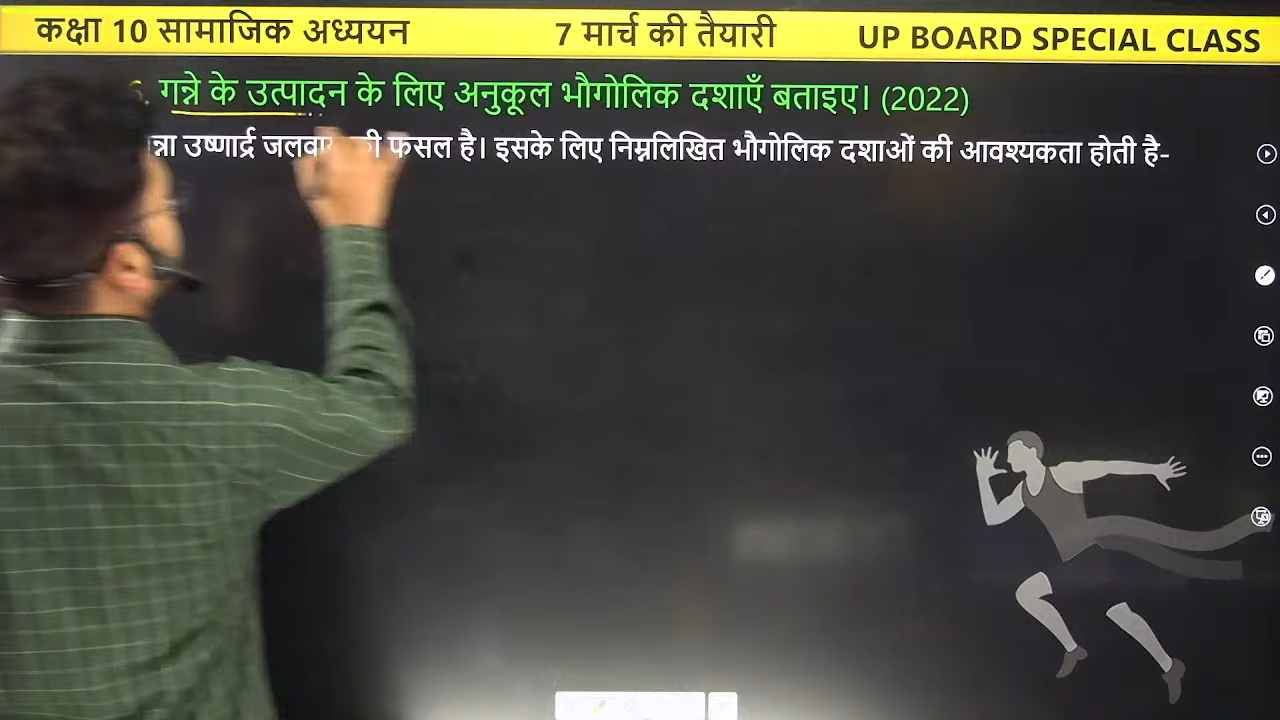 कक्षा 10 सामाजिक अध्ययन 7 मार्च की तैयारी UP BOARD SPECIAL CLASS
गन्ने के उत्पादन के लिए अनुकूल भौगोलिक दशाएँ बताइए। (2022)
उष्णार्द्र फसल है। इसके लिए निम्नलिखित भौगोलिक दशाओं की आवश्यकता होती है-